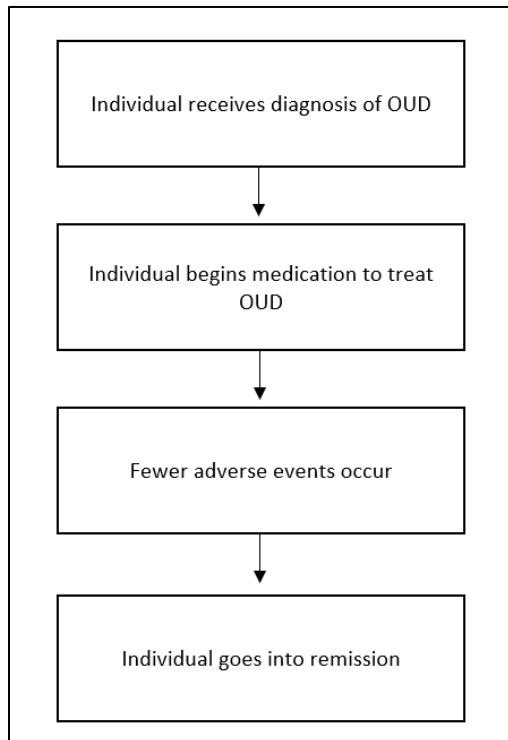 Individual receives diagnosis of OUD
Individual begins medication to treat
OUD
Fewer adverse events occur
Individual goes into remission